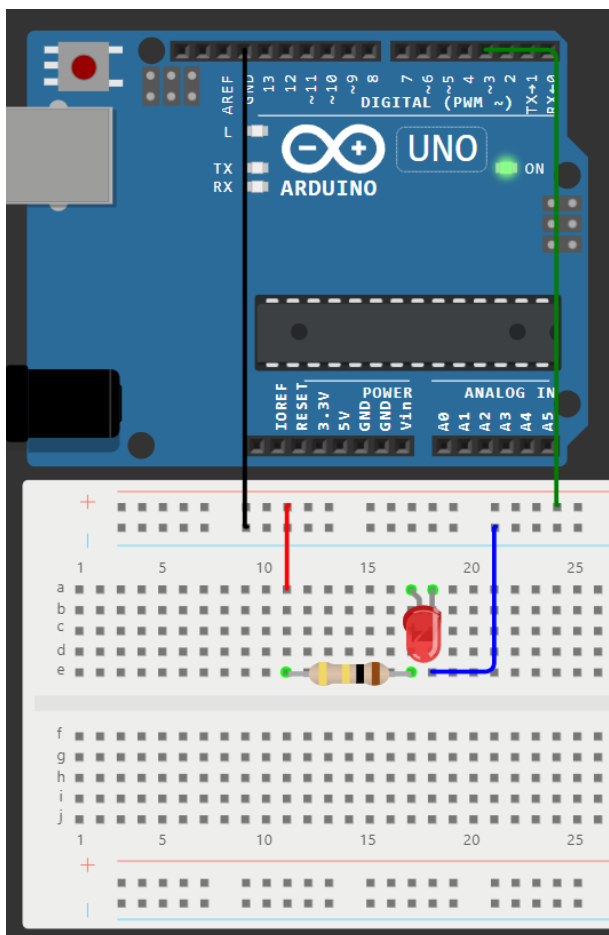 AREF
GND
13
12
~11
~10
~9
8
7
~6
~5
4
~3
2
TX→1
RX←0
DIGITAL (PWM ~)
L
TX
RX
UNO
ON
ARDUINO
POWER
ANALOG IN
IOREF
RESET
3.3V
5V
GND
GND
Vin
A0
A1
A2
A3
A4
A5
+
1 5 10 15 20 25
a
b
c
d
e
f
g
h
i
j
1 5 10 15 20 25
+